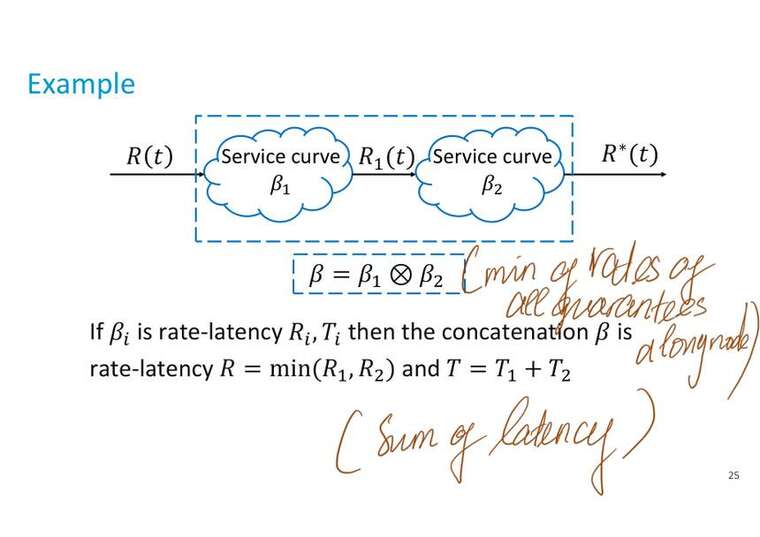 Example
R(t) Service curve R₁(t) Service curve R*(t)
β₁ β₂
β = β₁ ⊗ β₂ (min of rates of
all guarantees
If βᵢ is rate-latency Rᵢ, Tᵢ then the concatenation β is
along node)
rate-latency R = min(R₁, R₂) and T = T₁ + T₂
(Sum of latency)
25